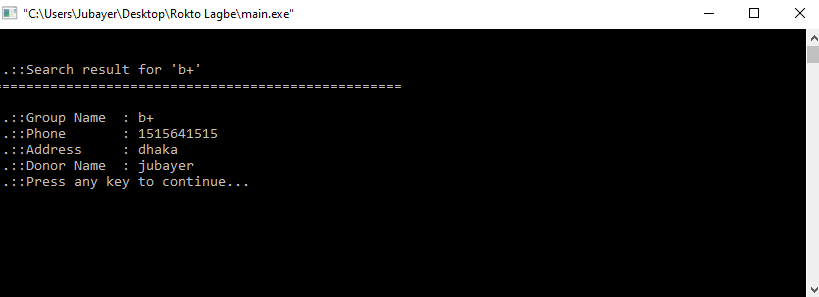 "C:\Users\Jubayer\Desktop\Rokto Lagbe\main.exe"
.::Search result for 'b+'
==================================================
.::Group Name  : b+
.::Phone       : 1515641515
.::Address     : dhaka
.::Donor Name  : jubayer
.::Press any key to continue...